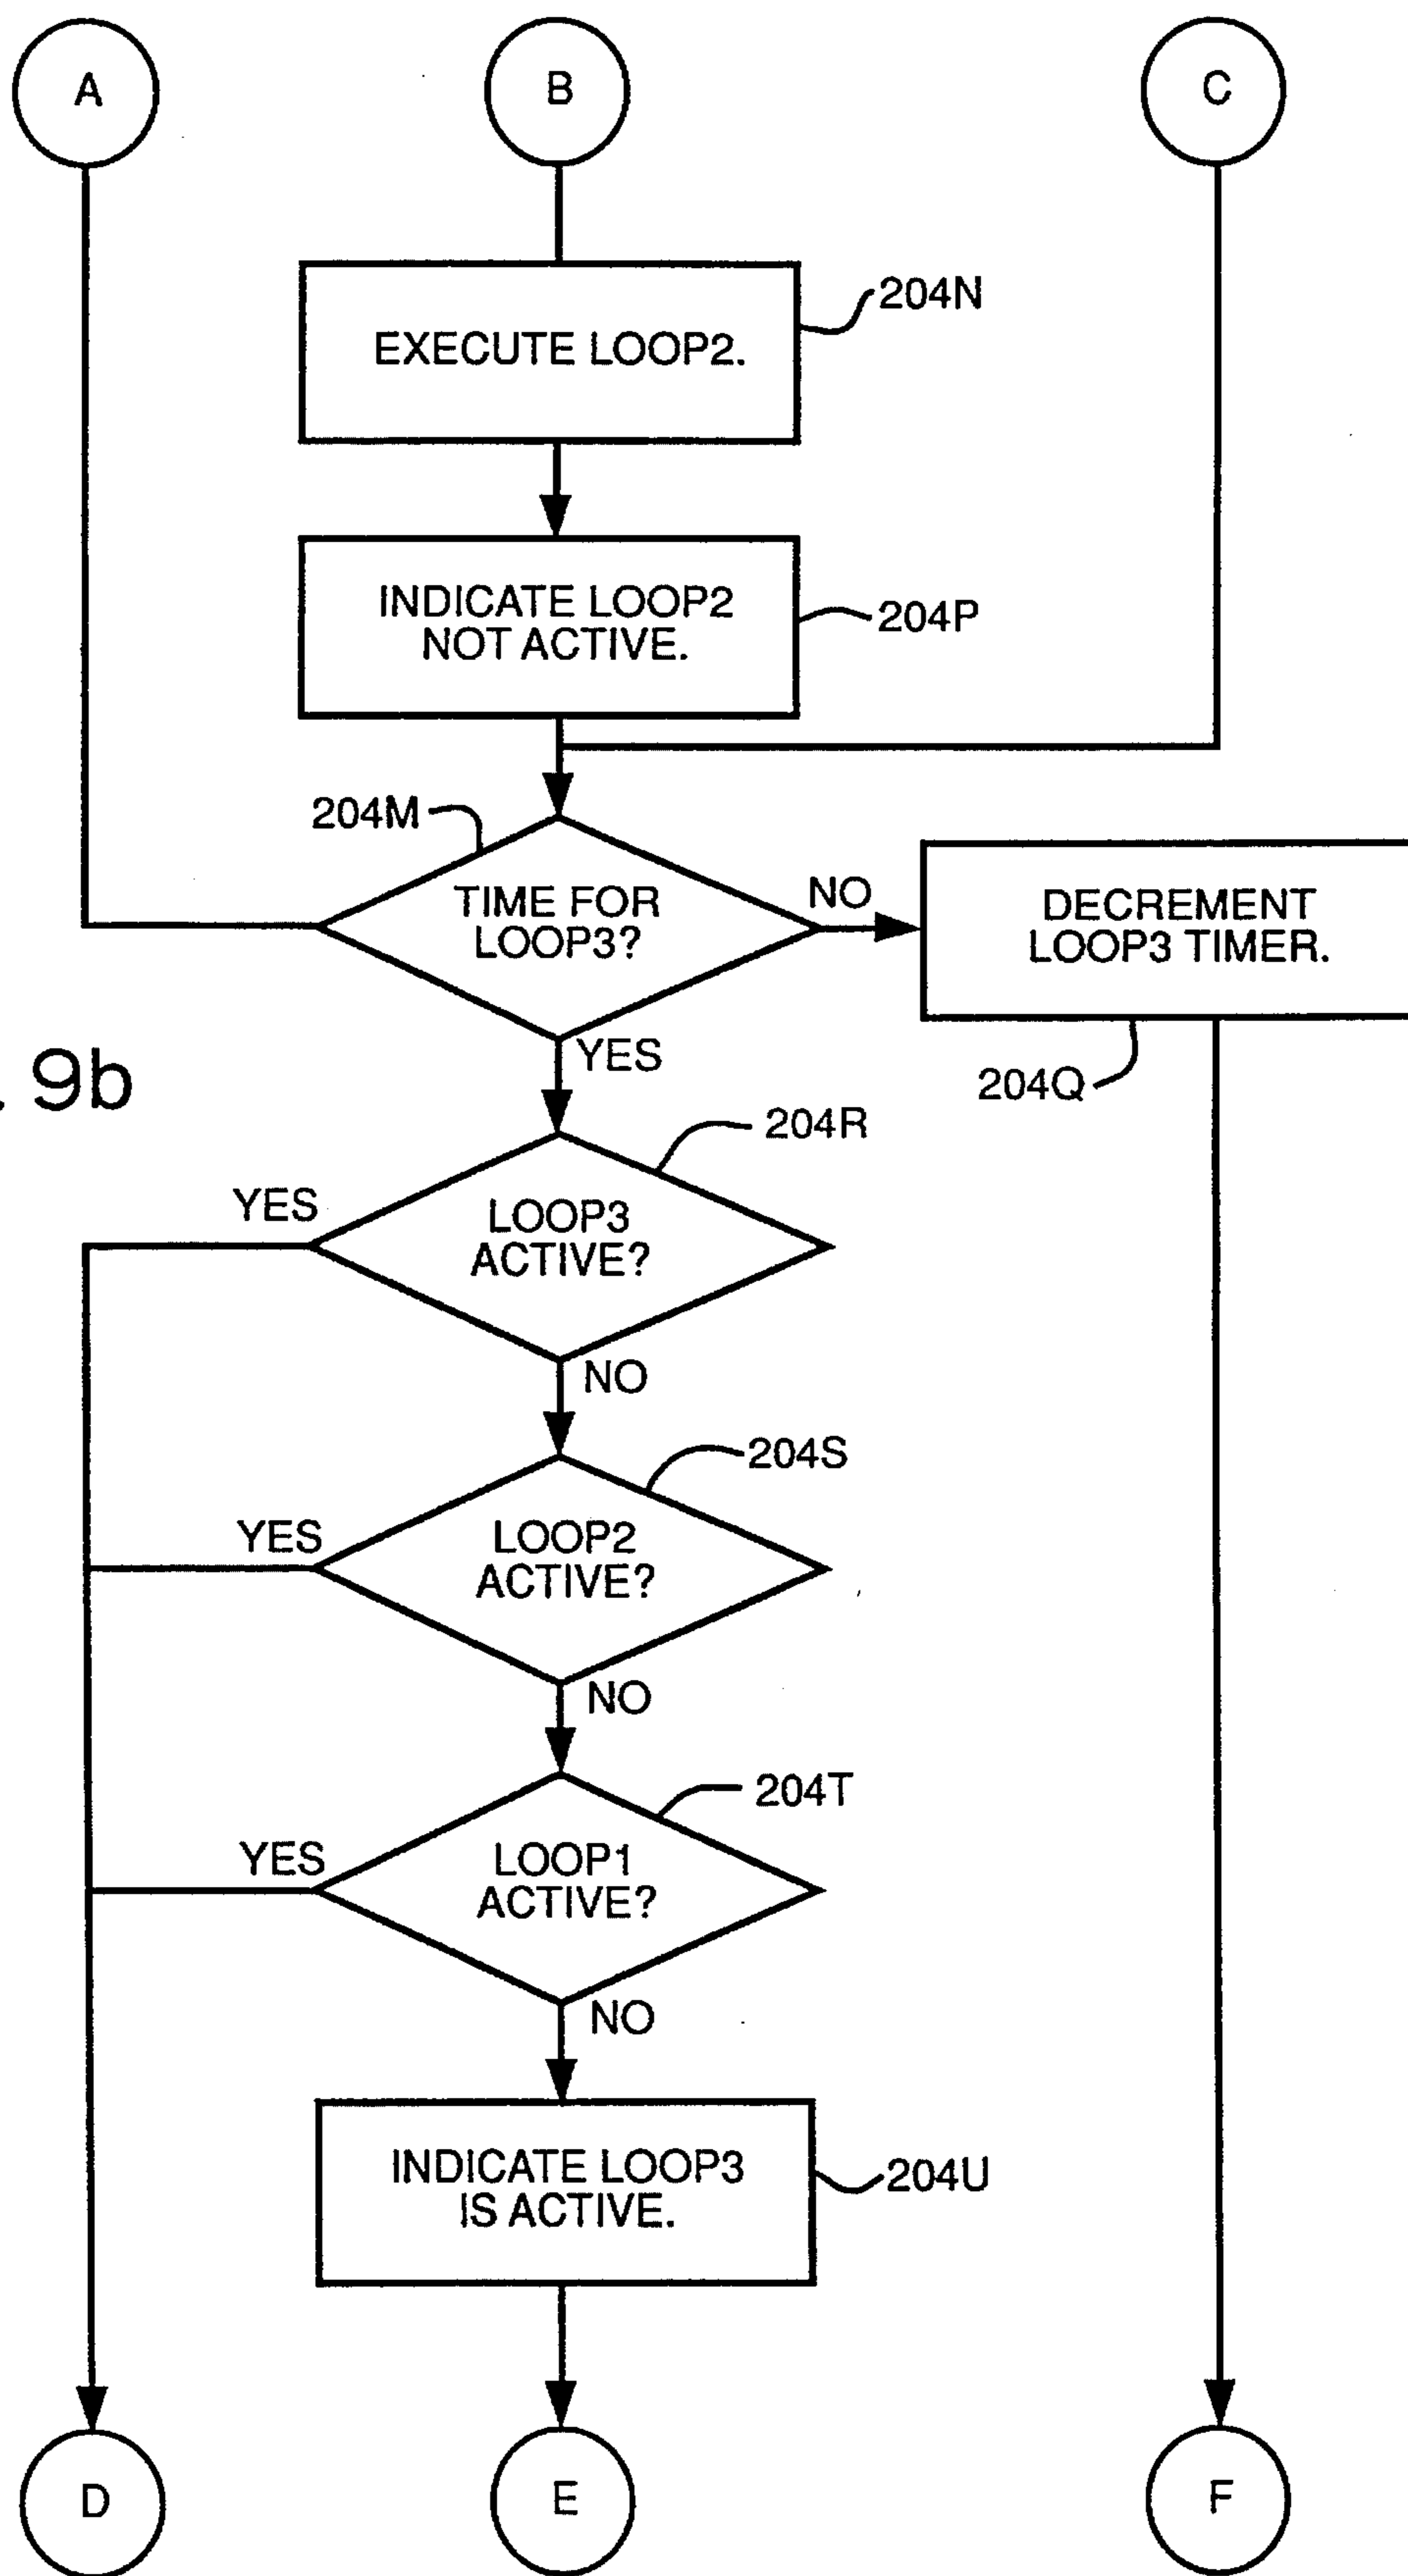 A
B
C
EXECUTE LOOP2.
204N
INDICATE LOOP2
NOT ACTIVE.
204P
204M
TIME FOR
LOOP3?
NO
DECREMENT
LOOP3 TIMER.
204Q
YES
. 9b
204R
YES
LOOP3
ACTIVE?
NO
204S
YES
LOOP2
ACTIVE?
NO
204T
YES
LOOP1
ACTIVE?
NO
INDICATE LOOP3
IS ACTIVE.
204U
D
E
F